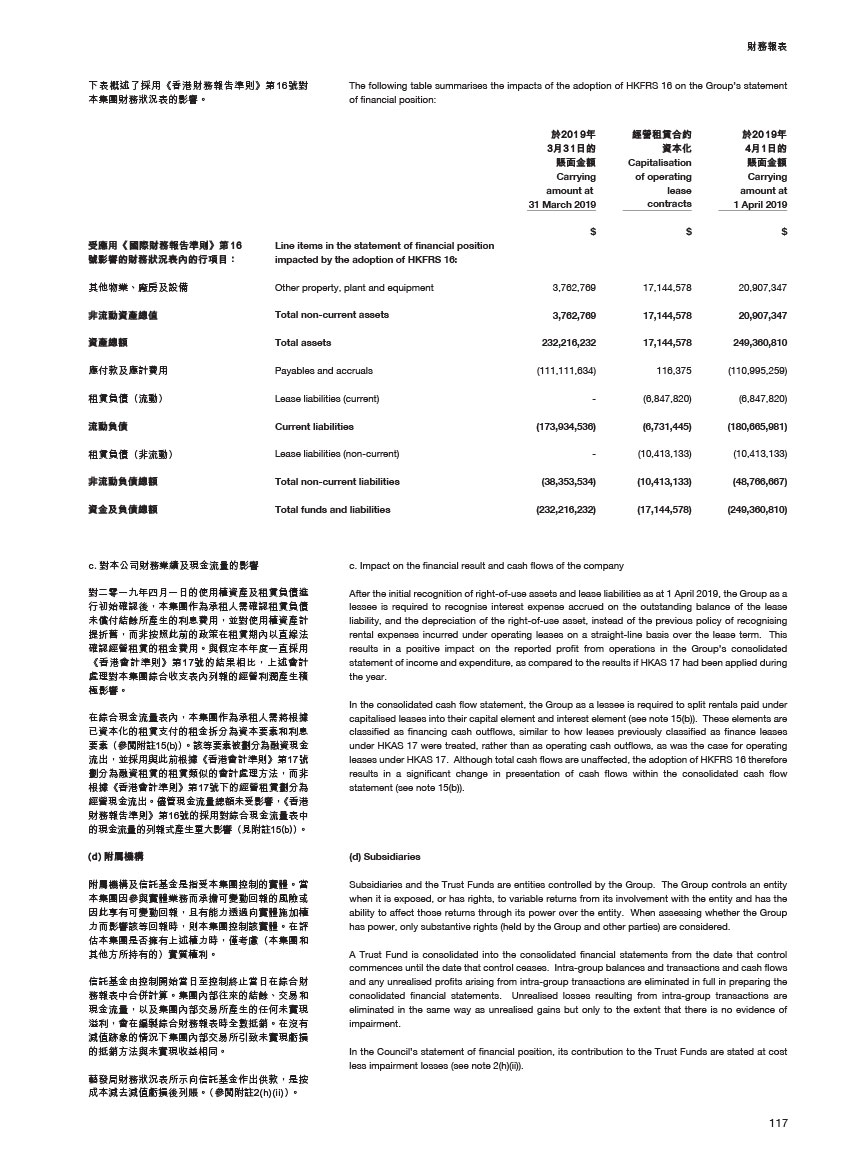 財務報表
下表概述了採用《香港財務報告準則》第16號對
本集團財務狀況表的影響。
The following table summarises the impacts of the adoption of HKFRS 16 on the Group's statement
of financial position:
於2019年 經營租賃合約 於2019年
3月31日的 資本化 4月1日的
賬面金額 Capitalisation 賬面金額
Carrying of operating Carrying
amount at lease amount at
31 March 2019 contracts 1 April 2019
$ $ $
受應用《國際財務報告準則》第16 Line items in the statement of financial position
號影響的財務狀況表內的行項目： impacted by the adoption of HKFRS 16:
其他物業、廠房及設備 Other property, plant and equipment 3,762,769 17,144,578 20,907,347
非流動資產總值 Total non-current assets 3,762,769 17,144,578 20,907,347
資產總額 Total assets 232,216,232 17,144,578 249,360,810
應付款及應計費用 Payables and accruals (111,111,634) 116,375 (110,995,259)
租賃負債（流動） Lease liabilities (current) - (6,847,820) (6,847,820)
流動負債 Current liabilities (173,934,536) (6,731,445) (180,665,981)
租賃負債（非流動） Lease liabilities (non-current) - (10,413,133) (10,413,133)
非流動負債總額 Total non-current liabilities (38,353,534) (10,413,133) (48,766,667)
資金及負債總額 Total funds and liabilities (232,216,232) (17,144,578) (249,360,810)
c. 對本公司財務業績及現金流量的影響
對二零一九年四月一日的使用權資產及租賃負債進
行初始確認後，本集團作為承租人需確認租賃負債
未償付結餘所產生的利息費用，並對使用權資產計
提折舊，而非按照此前的政策在租賃期內以直線法
確認經營租賃的租金費用。與假定本年度一直採用
《香港會計準則》第17號的結果相比，上述會計
處理對本集團綜合收支表內列報的經營利潤產生積
極影響。
在綜合現金流量表內，本集團作為承租人需將根據
已資本化的租賃支付的租金拆分為資本要素和利息
要素（參閱附註15(b)）。該等要素被劃分為融資現金
流出，並採用與此前根據《香港會計準則》第17號
劃分為融資租賃的租賃類似的會計處理方法，而非
根據《香港會計準則》第17號下的經營租賃劃分為
經營現金流出。儘管現金流量總額未受影響，《香港
財務報告準則》第16號的採用對綜合現金流量表中
的現金流量的列報式產生重大影響（見附註15(b)）。
c. Impact on the financial result and cash flows of the company
After the initial recognition of right-of-use assets and lease liabilities as at 1 April 2019, the Group as a
lessee is required to recognise interest expense accrued on the outstanding balance of the lease
liability, and the depreciation of the right-of-use asset, instead of the previous policy of recognising
rental expenses incurred under operating leases on a straight-line basis over the lease term. This
results in a positive impact on the reported profit from operations in the Group's consolidated
statement of income and expenditure, as compared to the results if HKAS 17 had been applied during
the year.
In the consolidated cash flow statement, the Group as a lessee is required to split rentals paid under
capitalised leases into their capital element and interest element (see note 15(b)). These elements are
classified as financing cash outflows, similar to how leases previously classified as finance leases
under HKAS 17 were treated, rather than as operating cash outflows, as was the case for operating
leases under HKAS 17. Although total cash flows are unaffected, the adoption of HKFRS 16 therefore
results in a significant change in presentation of cash flows within the consolidated cash flow
statement (see note 15(b)).
(d) 附屬機構
附屬機構及信託基金是指受本集團控制的實體。當
本集團因參與實體業務而承擔可變動回報的風險或
因此享有可變動回報，且有能力透過向實體施加權
力而影響該等回報時，則本集團控制該實體。在評
估本集團是否擁有上述權力時，僅考慮（本集團和
其他方所持有的）實質權利。
信託基金由控制開始當日至控制終止當日在綜合財
務報表中合併計算。集團內部往來的結餘、交易和
現金流量，以及集團內部交易所產生的任何未實現
溢利，會在編製綜合財務報表時全數抵銷。在沒有
減值跡象的情況下集團內部交易所引致未實現虧損
的抵銷方法與未實現收益相同。
藝發局財務狀況表所示向信託基金作出供款，是按
成本減去減值虧損後列賬。（參閱附註2(h)(ii)）。
(d) Subsidiaries
Subsidiaries and the Trust Funds are entities controlled by the Group. The Group controls an entity
when it is exposed, or has rights, to variable returns from its involvement with the entity and has the
ability to affect those returns through its power over the entity. When assessing whether the Group
has power, only substantive rights (held by the Group and other parties) are considered.
A Trust Fund is consolidated into the consolidated financial statements from the date that control
commences until the date that control ceases. Intra-group balances and transactions and cash flows
and any unrealised profits arising from intra-group transactions are eliminated in full in preparing the
consolidated financial statements. Unrealised losses resulting from intra-group transactions are
eliminated in the same way as unrealised gains but only to the extent that there is no evidence of
impairment.
In the Council's statement of financial position, its contribution to the Trust Funds are stated at cost
less impairment losses (see note 2(h)(ii)).
117